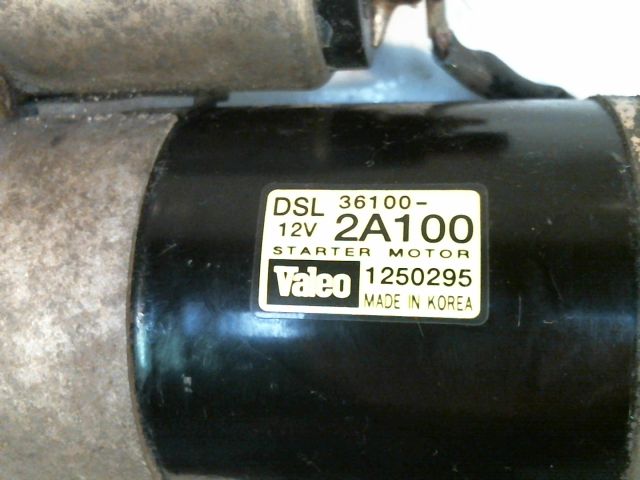 DSL 36100-
12V 2A100
STARTER MOTOR
Valeo 1250295
MADE IN KOREA